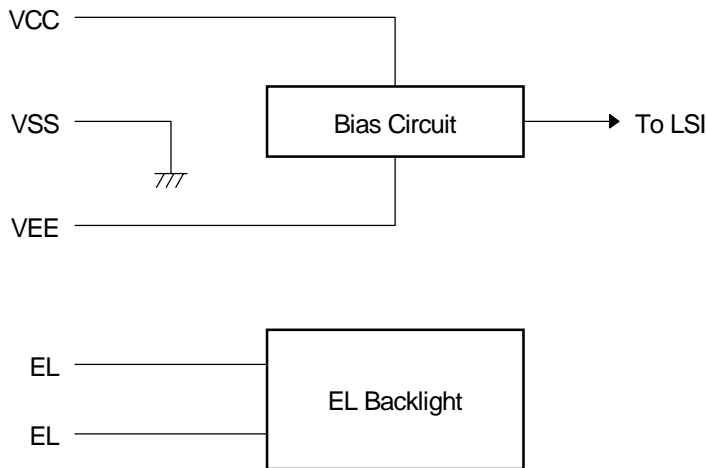 VCC
VSS
Bias Circuit
To LSI
VEE
EL
EL Backlight
EL